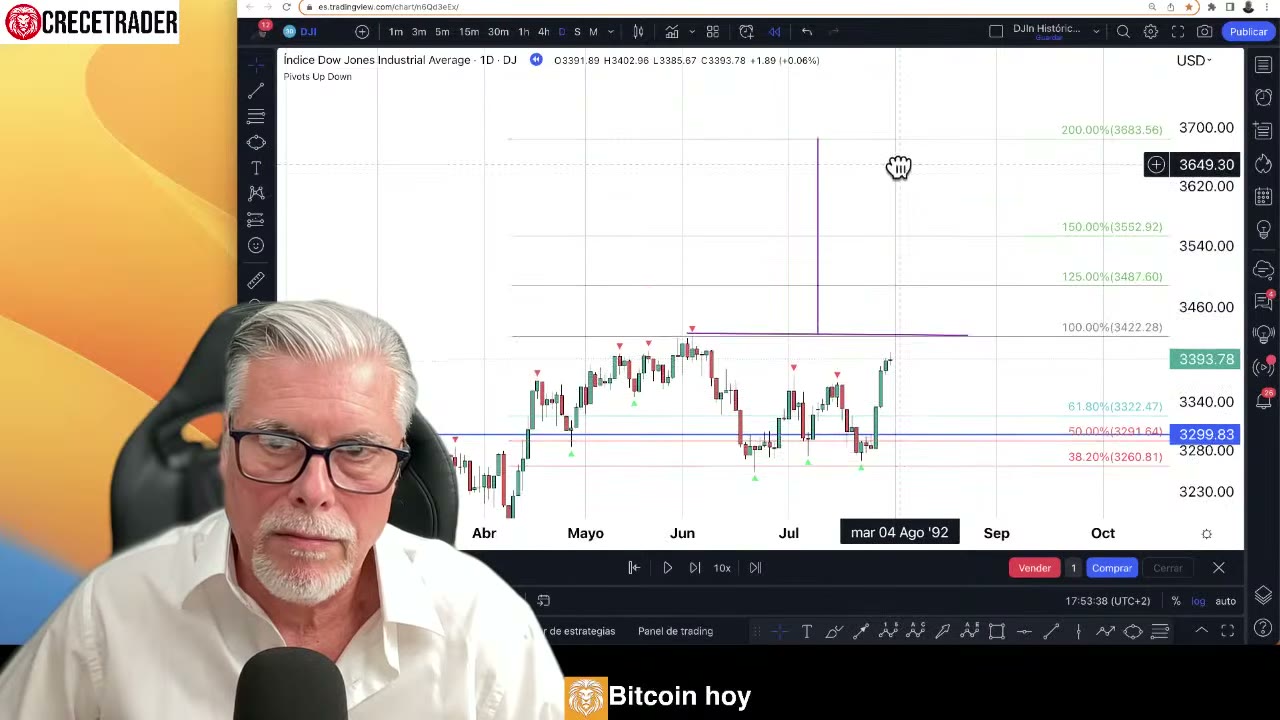 CRECETRADER
es.tradingview.com/chart/n6Qd3eEx/
12
DJI
1m 3m 5m 15m 30m 1h 4h D S M
DJIn Históric...
Guardar
Publicar
Índice Dow Jones Industrial Average · 1D · DJ
O3391.89 H3402.96 L3385.67 C3393.78 +1.89 (+0.06%)
USD
Pivots Up Down
200.00%(3683.56)
3700.00
3649.30
3620.00
150.00%(3552.92)
3540.00
125.00%(3487.60)
3460.00
100.00%(3422.28)
3393.78
3340.00
61.80%(3322.47)
50.00%(3291.64)
3299.83
3280.00
38.20%(3260.81)
3230.00
4
26
Abr Mayo Jun Jul mar 04 Ago '92 Sep Oct
10x
Vender 1 Comprar Cerrar
17:53:38 (UTC+2) % log auto
r de estrategias Panel de trading
Bitcoin hoy